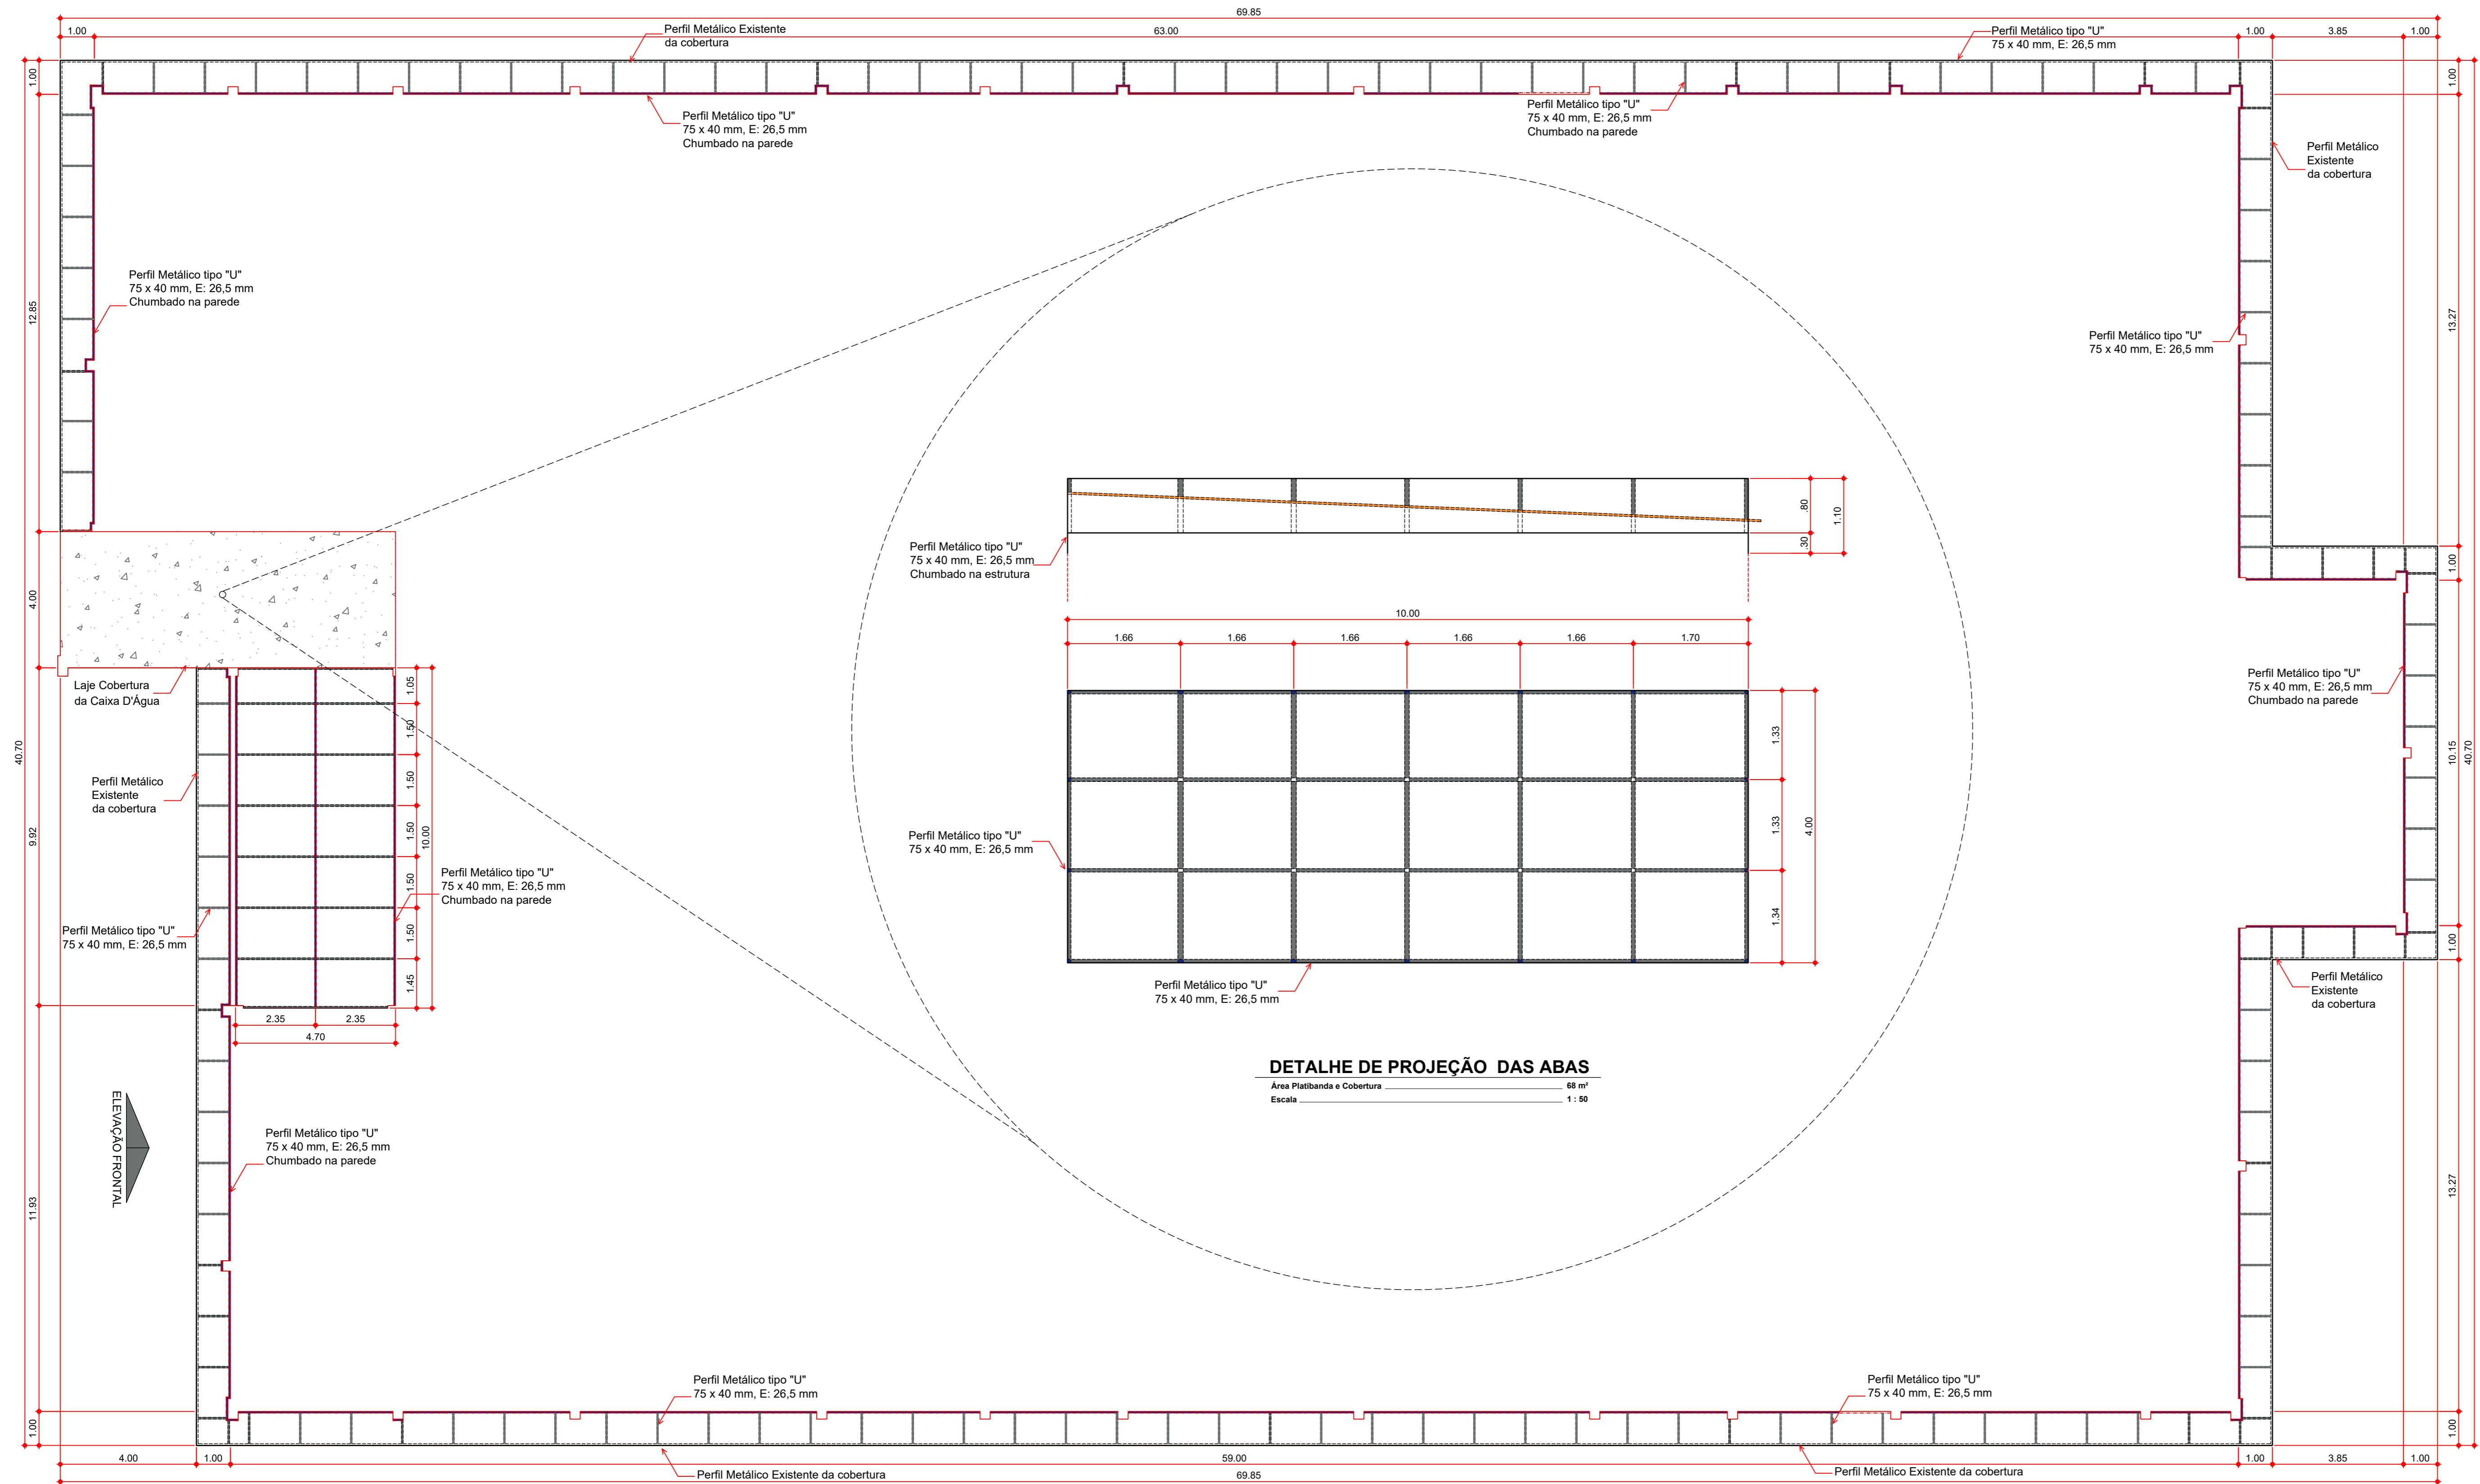 69.85
1.00
63.00
1.00
3.85
1.00
Perfil Metálico Existente
da cobertura
Perfil Metálico tipo "U"
75 x 40 mm, E: 26,5 mm
1.00
1.00
Perfil Metálico tipo "U"
75 x 40 mm, E: 26,5 mm
Chumbado na parede
Perfil Metálico tipo "U"
75 x 40 mm, E: 26,5 mm
Chumbado na parede
Perfil Metálico
Existente
da cobertura
Perfil Metálico tipo "U"
75 x 40 mm, E: 26,5 mm
Chumbado na parede
12.85
13.27
Perfil Metálico tipo "U"
75 x 40 mm, E: 26,5 mm
.80
1.10
.30
Perfil Metálico tipo "U"
75 x 40 mm, E: 26,5 mm
Chumbado na estrutura
4.00
1.00
10.00
1.66
1.66
1.66
1.66
1.66
1.70
Laje Cobertura
da Caixa D'Água
1.05
1.50
1.50
1.50
1.50
1.50
1.45
10.00
Perfil Metálico tipo "U"
75 x 40 mm, E: 26,5 mm
Chumbado na parede
1.33
1.33
1.34
4.00
40.70
10.15
40.70
Perfil Metálico
Existente
da cobertura
9.92
Perfil Metálico tipo "U"
75 x 40 mm, E: 26,5 mm
Perfil Metálico tipo "U"
75 x 40 mm, E: 26,5 mm
Chumbado na parede
Perfil Metálico tipo "U"
75 x 40 mm, E: 26,5 mm
1.00
Perfil Metálico tipo "U"
75 x 40 mm, E: 26,5 mm
Perfil Metálico
Existente
da cobertura
2.35
2.35
4.70
DETALHE DE PROJEÇÃO DAS ABAS
Área Platibanda e Cobertura 68 m²
Escala 1 : 50
ELEVAÇÃO FRONTAL
Perfil Metálico tipo "U"
75 x 40 mm, E: 26,5 mm
Chumbado na parede
11.93
13.27
Perfil Metálico tipo "U"
75 x 40 mm, E: 26,5 mm
Perfil Metálico tipo "U"
75 x 40 mm, E: 26,5 mm
1.00
1.00
4.00
1.00
59.00
1.00
3.85
1.00
Perfil Metálico Existente da cobertura
69.85
Perfil Metálico Existente da cobertura